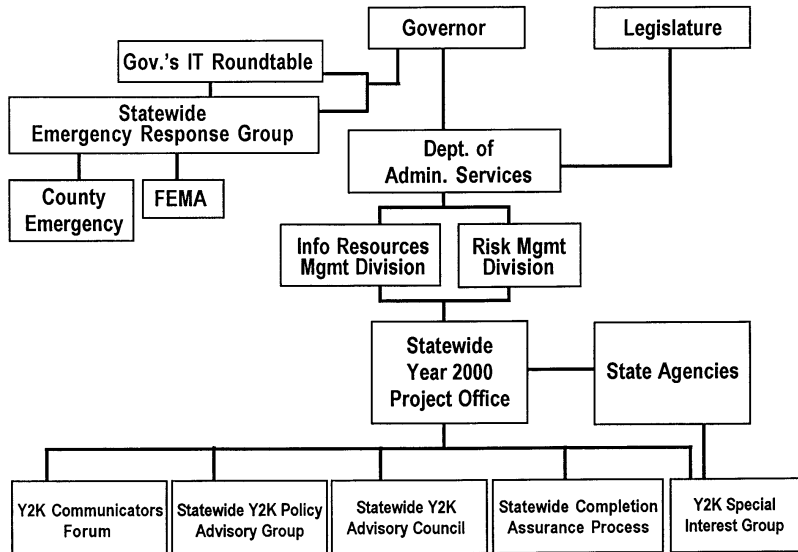 Governor
Legislature
Gov.'s IT Roundtable
Statewide
Emergency Response Group
Dept. of
Admin. Services
County
Emergency
FEMA
Info Resources
Mgmt Division
Risk Mgmt
Division
Statewide
Year 2000
Project Office
State Agencies
Y2K Communicators
Forum
Statewide Y2K Policy
Advisory Group
Statewide Y2K
Advisory Council
Statewide Completion
Assurance Process
Y2K Special
Interest Group